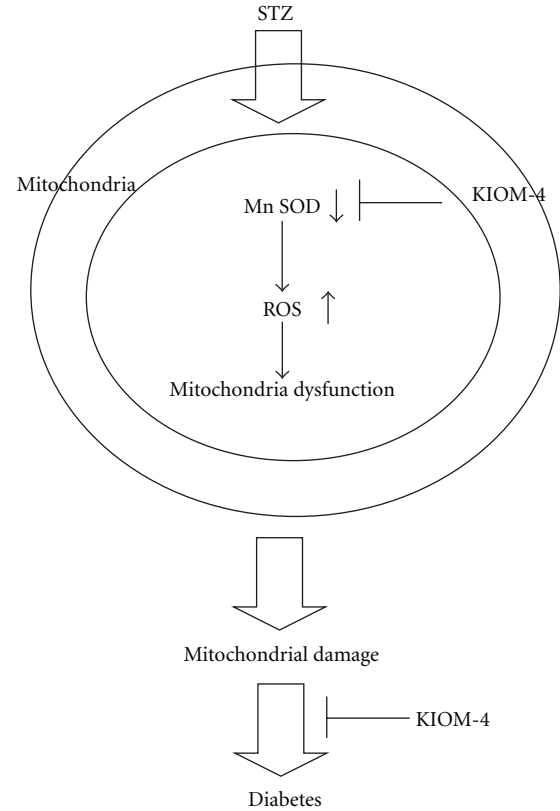 STZ
Mitochondria
KIOM-4
Mn SOD
ROS
Mitochondria dysfunction
Mitochondrial damage
KIOM-4
Diabetes